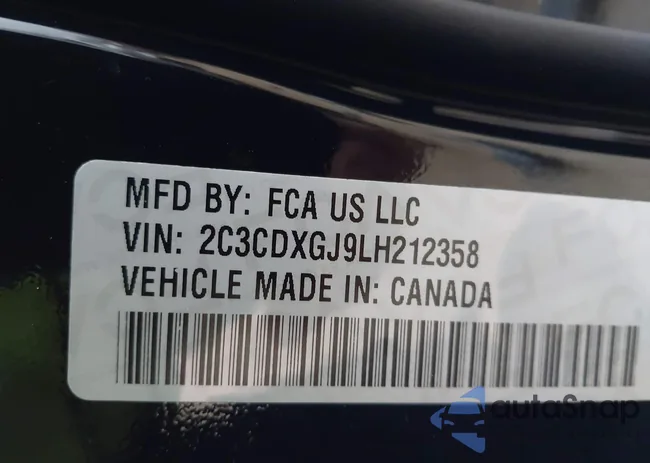 MFD BY: FCA US LLC
VIN: 2C3CDXGJ9LH212358
VEHICLE MADE IN: CANADA
autoSnap